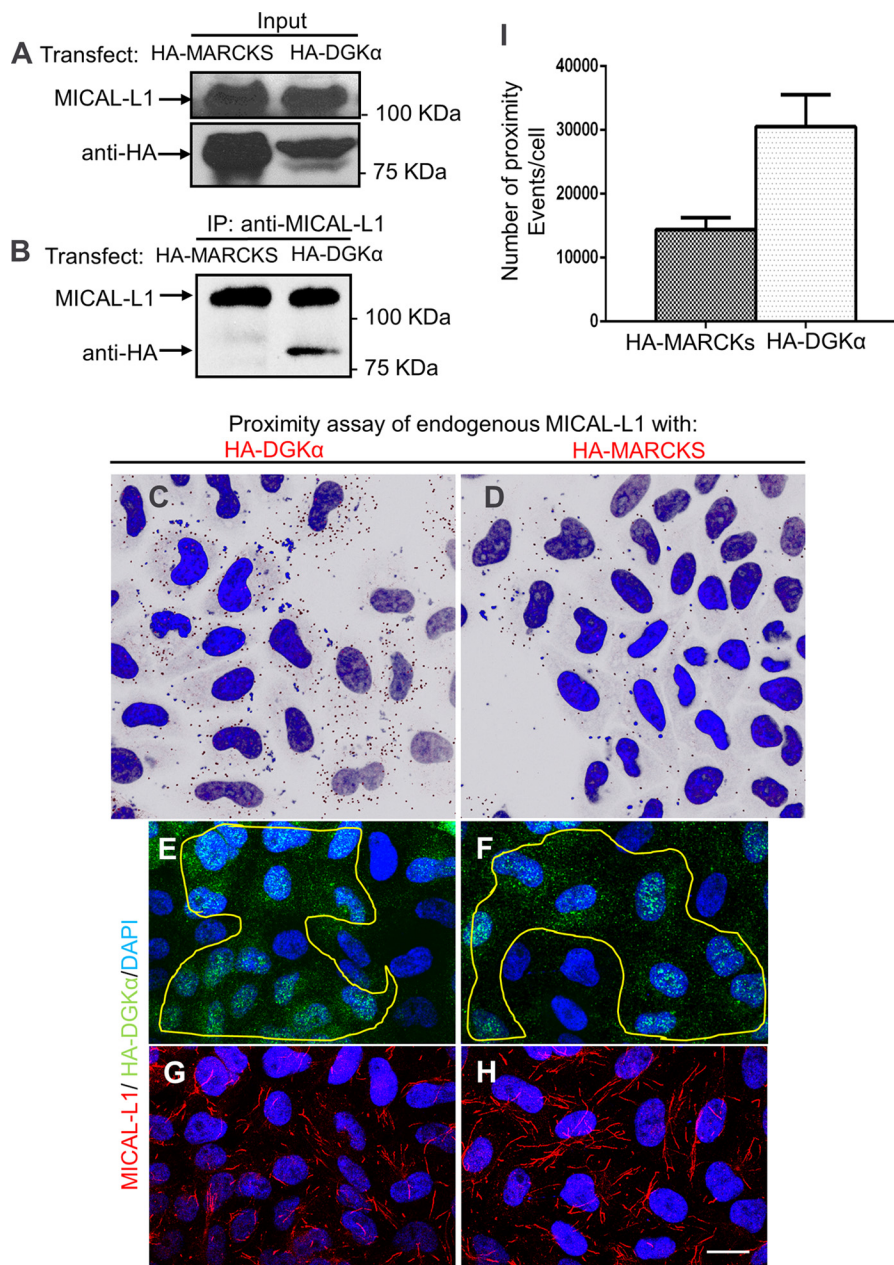 Input
A Transfect: HA-MARCKS HA-DGKα
MICAL-L1
- 100 KDa
anti-HA
- 75 KDa
IP: anti-MICAL-L1
B Transfect: HA-MARCKS HA-DGKα
MICAL-L1
- 100 KDa
anti-HA
- 75 KDa
I
Number of proximity
Events/cell
40000
30000
20000
10000
0
HA-MARCKs HA-DGKα
Proximity assay of endogenous MICAL-L1 with:
HA-DGKα HA-MARCKS
C D
E F
G H
MICAL-L1/ HA-DGKα/DAPI